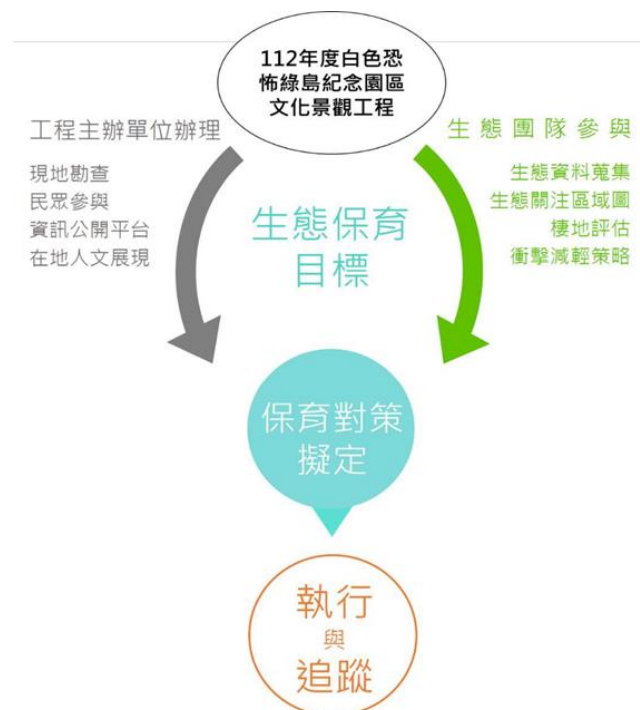 112年度白色恐
怖綠島紀念園區
文化景觀工程
工程主辦單位辦理
現地勘查
民眾參與
資訊公開平台
在地人文展現
生態團隊參與
生態資料蒐集
生態關注區域圖
棲地評估
衝擊減輕策略
生態保育
目標
保育對策
擬定
執行
與
追蹤